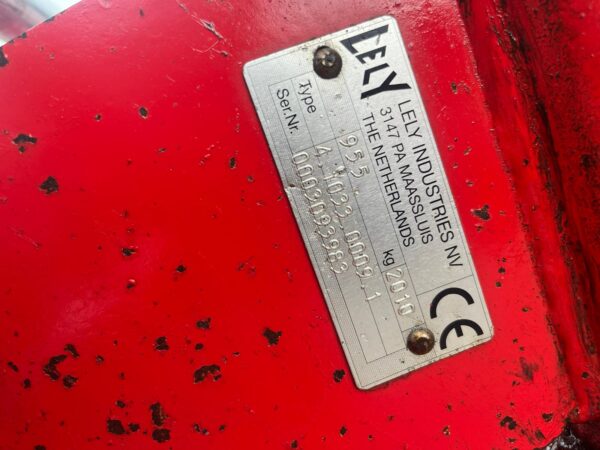 LELY
LELY INDUSTRIES NV
3147 PA MAASSLUIS
THE NETHERLANDS
955 kg 2010
Type 4.1033.0009.1
Ser.Nr. 0003093983
CE